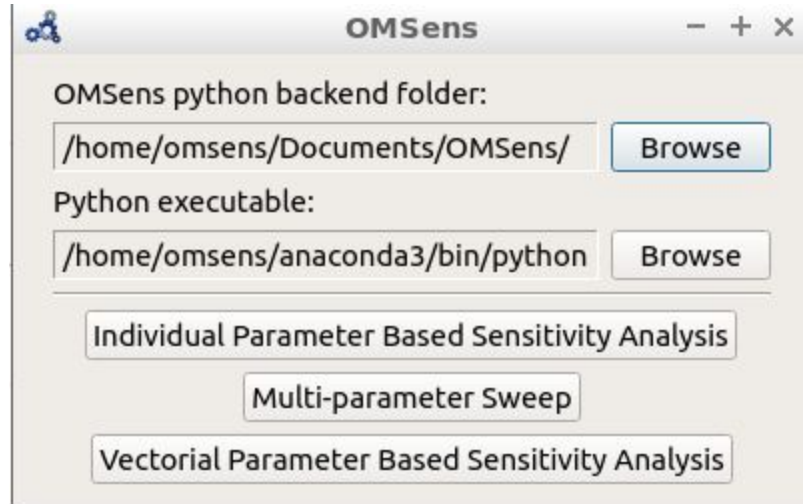 OMSens
OMSens python backend folder:
/home/omsens/Documents/OMSens/ Browse
Python executable:
/home/omsens/anaconda3/bin/python Browse
Individual Parameter Based Sensitivity Analysis
Multi-parameter Sweep
Vectorial Parameter Based Sensitivity Analysis